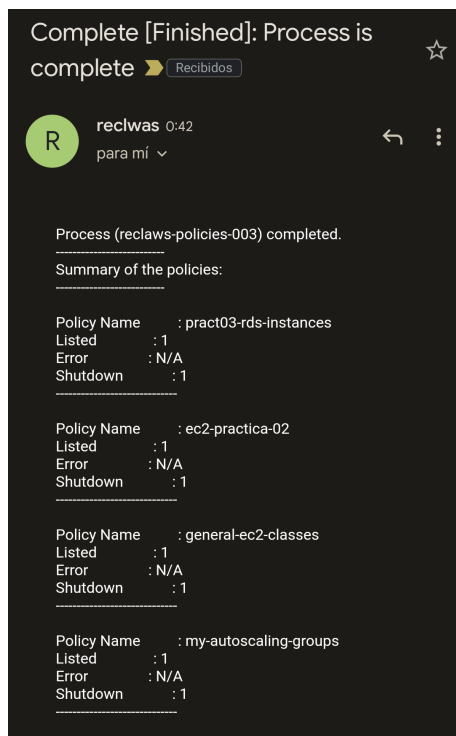 Complete [Finished]: Process is
complete Recibidos
R
reclwas 0:42
para mí
Process (reclaws-policies-003) completed.
--------------------------
Summary of the policies:
--------------------------
Policy Name : pract03-rds-instances
Listed : 1
Error : N/A
Shutdown : 1
-----------------------------
Policy Name : ec2-practica-02
Listed : 1
Error : N/A
Shutdown : 1
-----------------------------
Policy Name : general-ec2-classes
Listed : 1
Error : N/A
Shutdown : 1
-----------------------------
Policy Name : my-autoscaling-groups
Listed : 1
Error : N/A
Shutdown : 1
-----------------------------